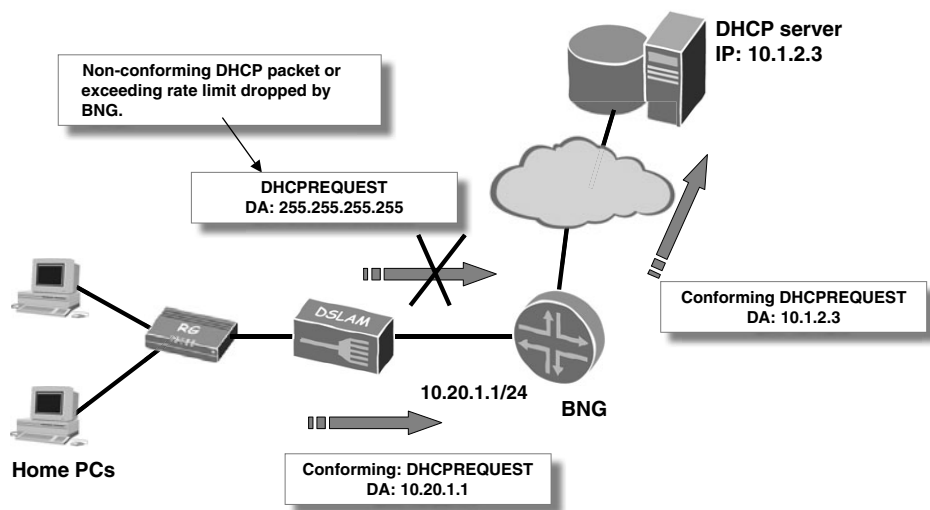 DHCP server
IP: 10.1.2.3
Non-conforming DHCP packet or
exceeding rate limit dropped by
BNG.
DHCPREQUEST
DA: 255.255.255.255
Conforming DHCPREQUEST
DA: 10.1.2.3
RG
DSLAM
10.20.1.1/24
BNG
Home PCs
Conforming: DHCPREQUEST
DA: 10.20.1.1